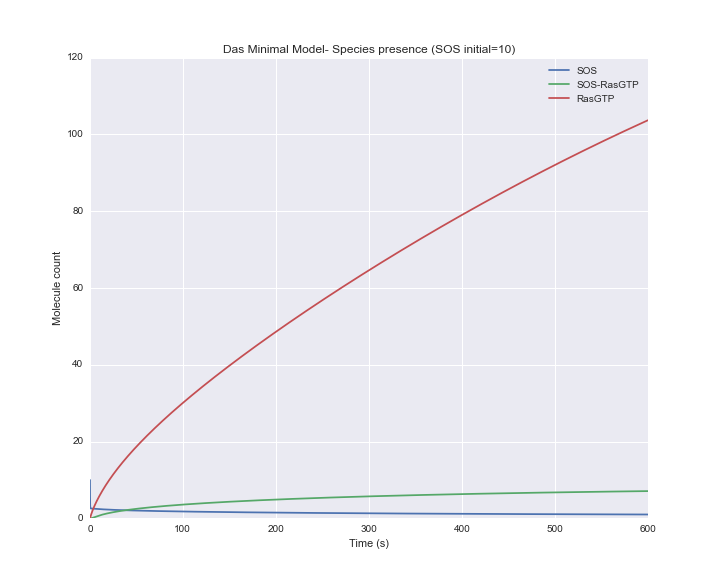 Das Minimal Model- Species presence (SOS initial=10)
120
100
80
60
40
20
0
Molecule count
SOS
SOS-RasGTP
RasGTP
0 100 200 300 400 500 600
Time (s)